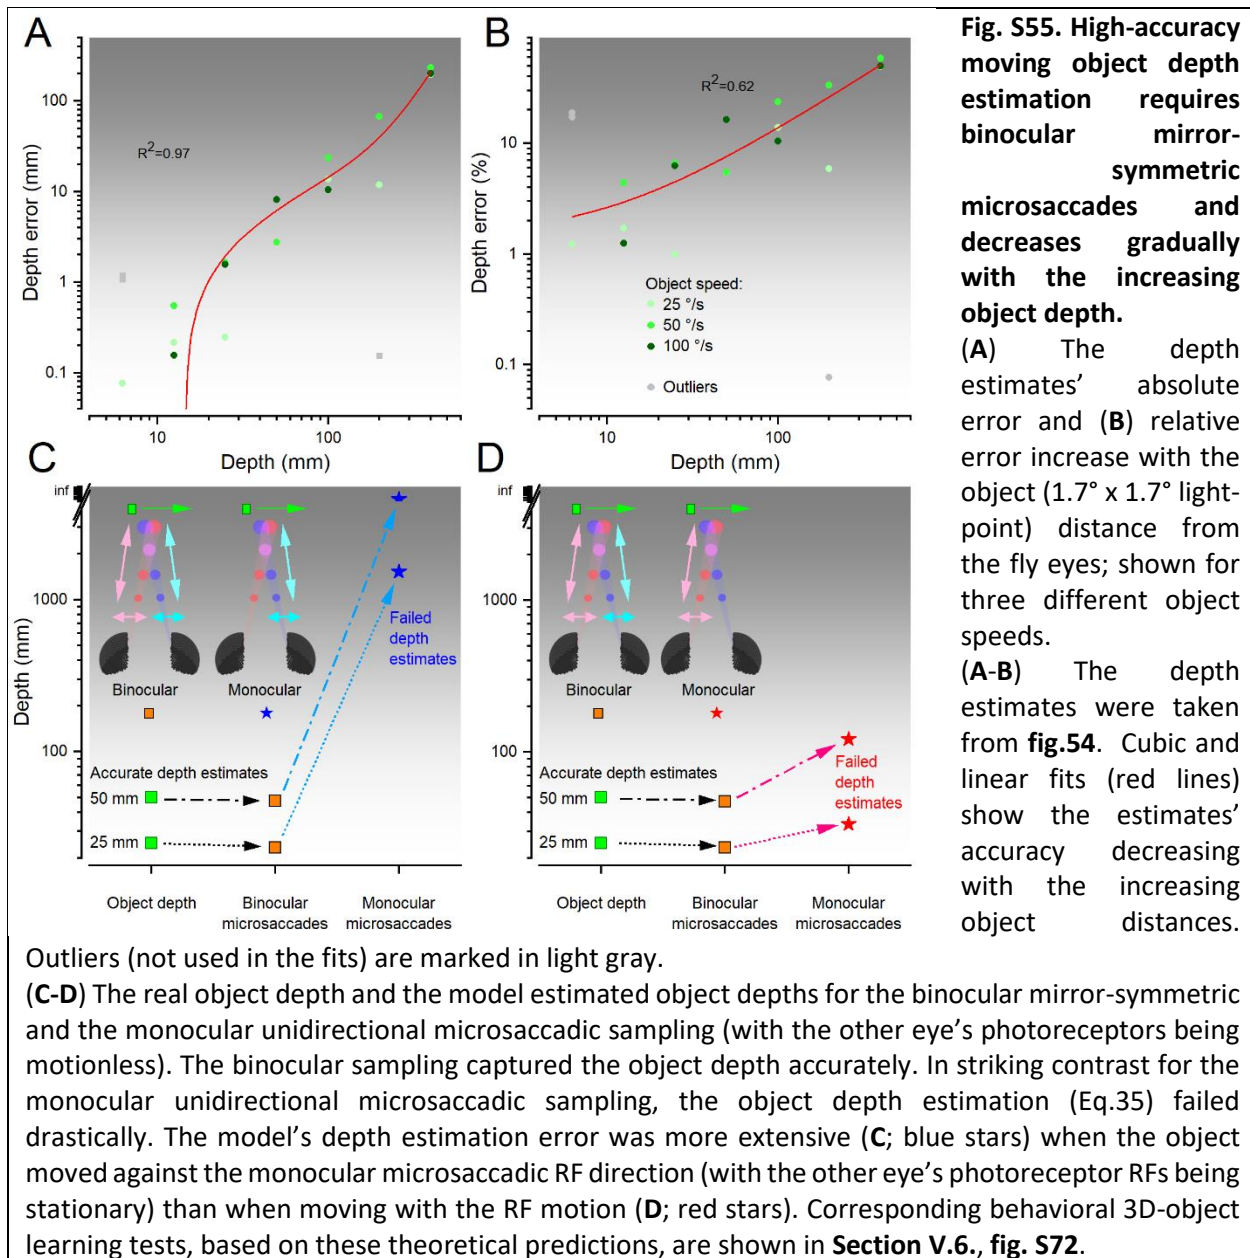 A
Depth error (mm)
100
10
1
0.1
R²=0.97
10
100
Depth (mm)
B
Depth error (%)
10
1
0.1
R²=0.62
Object speed:
25 °/s
50 °/s
100 °/s
Outliers
10
100
Depth (mm)
C
Depth (mm)
inf
1000
100
Binocular
Monocular
Failed
depth
estimates
Accurate depth estimates
50 mm
25 mm
Object depth
Binocular
microsaccades
Monocular
microsaccades
D
inf
1000
100
Binocular
Monocular
Accurate depth estimates
50 mm
25 mm
Failed
depth
estimates
Object depth
Binocular
microsaccades
Monocular
microsaccades
Fig. S55. High-accuracy
moving object depth
estimation requires
binocular mirror-
symmetric
microsaccades and
decreases gradually
with the increasing
object depth.
(A) The depth
estimates’ absolute
error and (B) relative
error increase with the
object (1.7° x 1.7° light-
point) distance from
the fly eyes; shown for
three different object
speeds.
(A-B) The depth
estimates were taken
from fig.54. Cubic and
linear fits (red lines)
show the estimates’
accuracy decreasing
with the increasing
object distances.
Outliers (not used in the fits) are marked in light gray.
(C-D) The real object depth and the model estimated object depths for the binocular mirror-symmetric
and the monocular unidirectional microsaccadic sampling (with the other eye’s photoreceptors being
motionless). The binocular sampling captured the object depth accurately. In striking contrast for the
monocular unidirectional microsaccadic sampling, the object depth estimation (Eq.35) failed
drastically. The model’s depth estimation error was more extensive (C; blue stars) when the object
moved against the monocular microsaccadic RF direction (with the other eye’s photoreceptor RFs being
stationary) than when moving with the RF motion (D; red stars). Corresponding behavioral 3D-object
learning tests, based on these theoretical predictions, are shown in Section V.6., fig. S72.